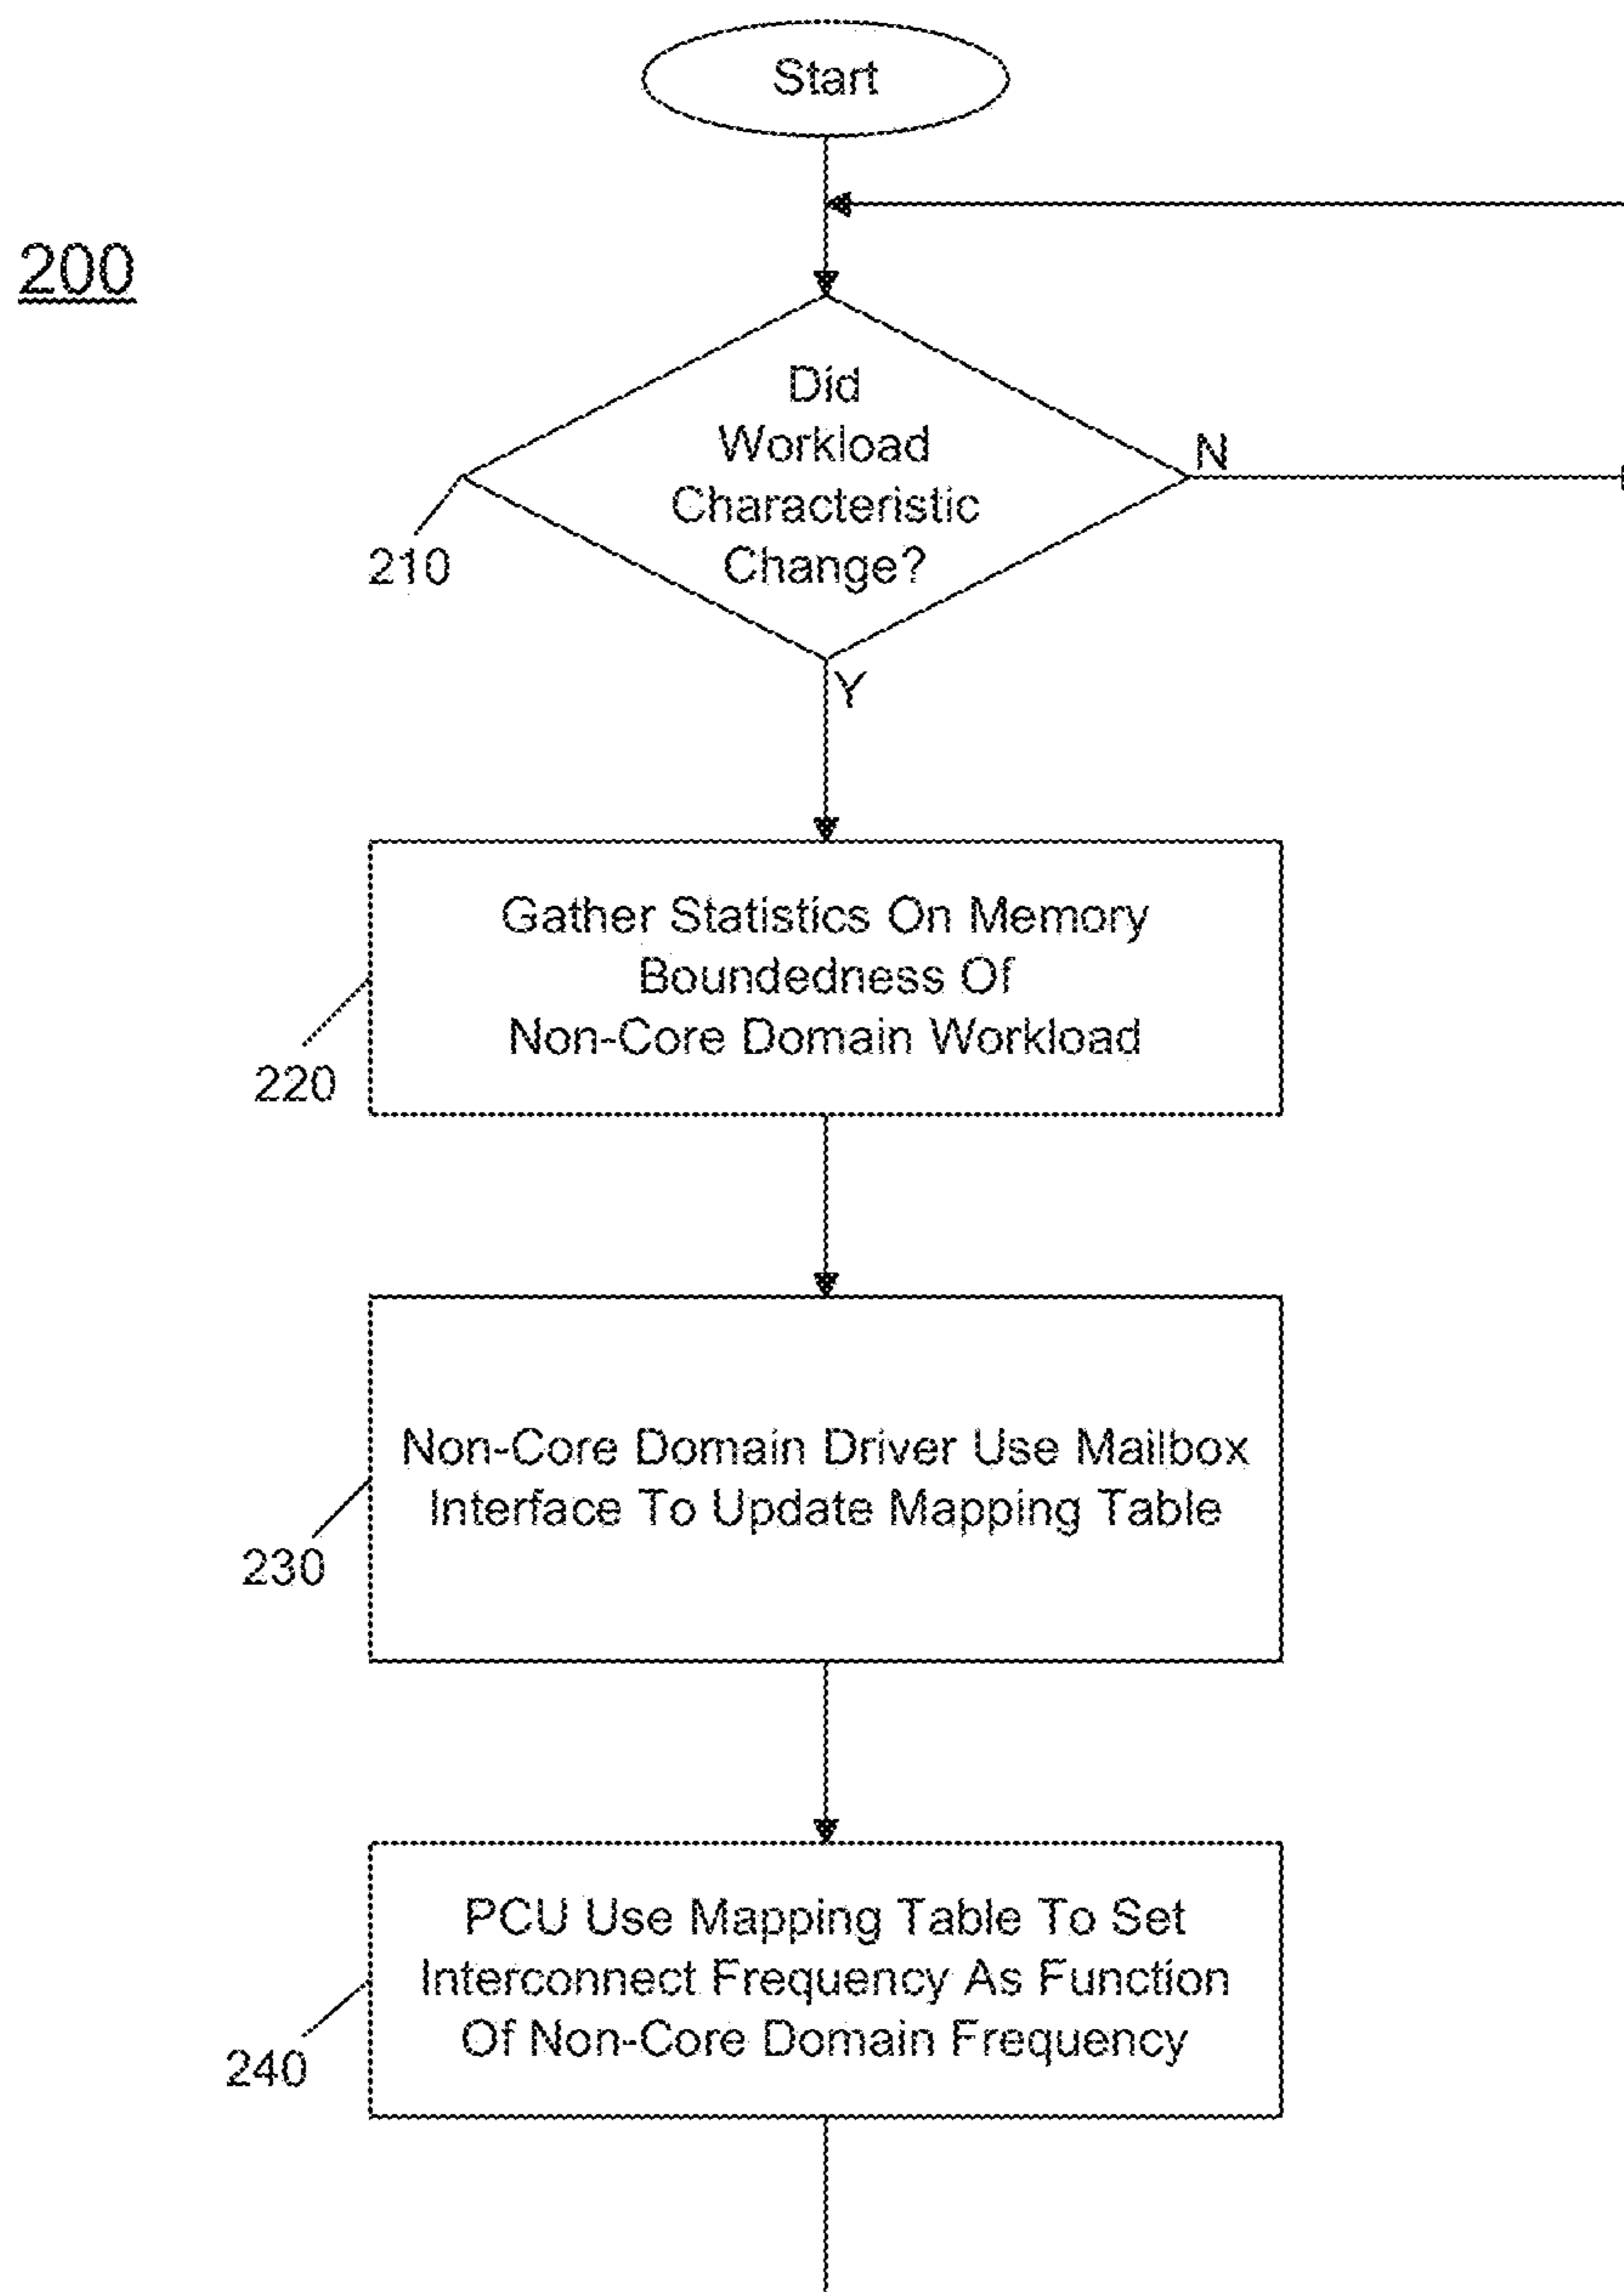 Start
200
Did
Workload
Characteristic
Change?
N
210
Y
Gather Statistics On Memory
Boundedness Of
Non-Core Domain Workload
220
Non-Core Domain Driver Use Mailbox
Interface To Update Mapping Table
230
PCU Use Mapping Table To Set
Interconnect Frequency As Function
Of Non-Core Domain Frequency
240